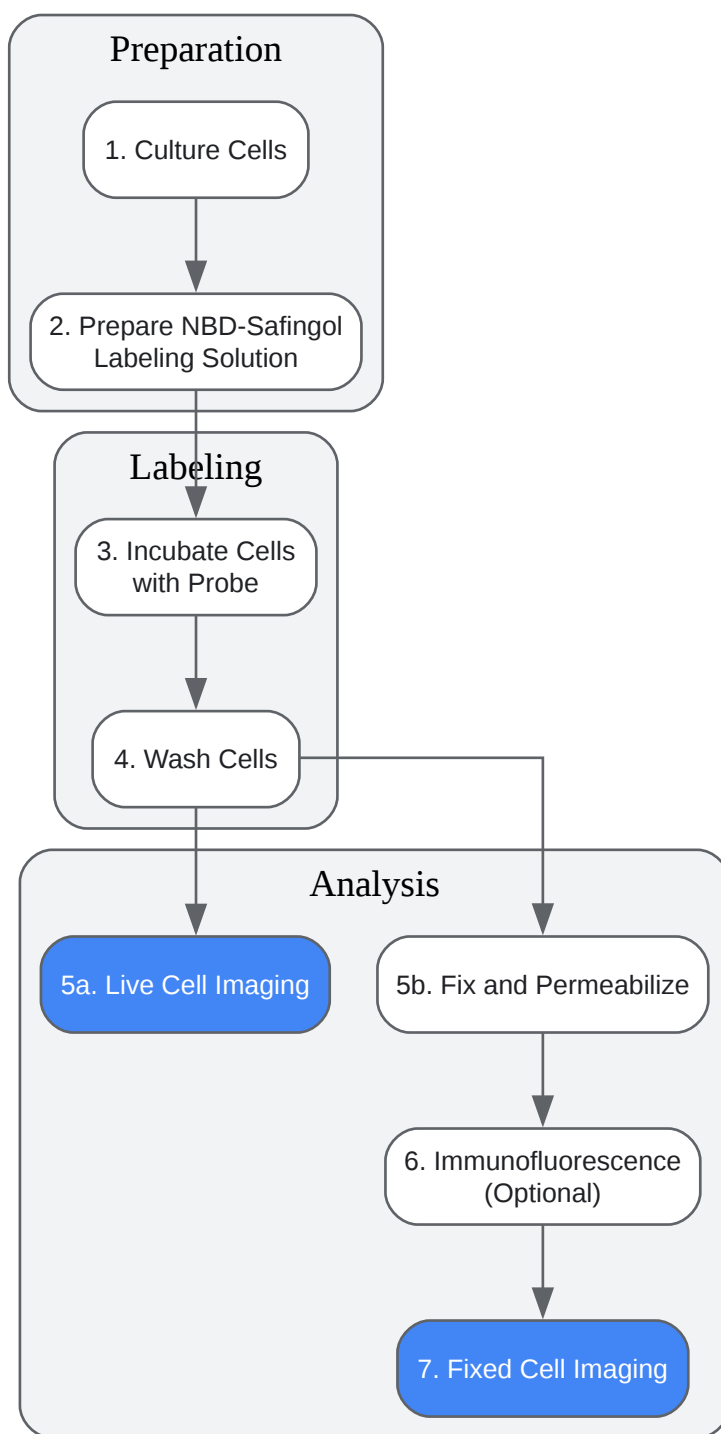 Preparation
1. Culture Cells
2. Prepare NBD-Safingol
Labeling Solution
Labeling
3. Incubate Cells
with Probe
4. Wash Cells
Analysis
5a. Live Cell Imaging
5b. Fix and Permeabilize
6. Immunofluorescence
(Optional)
7. Fixed Cell Imaging